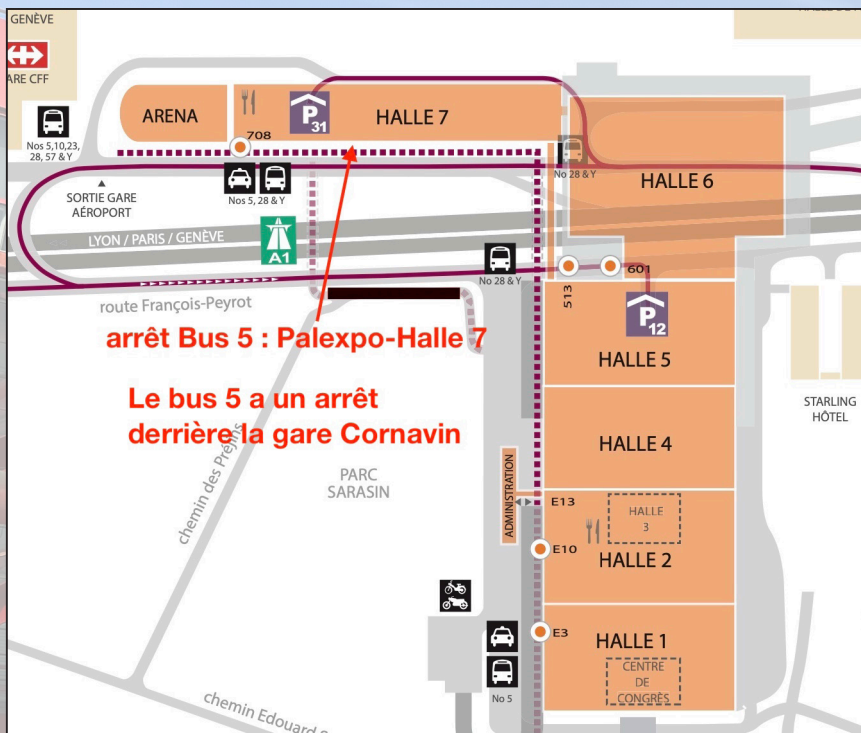 GENÈVE
ARE CFF
Nos 5,10,23,
28, 57 & Y
SORTIE GARE
AÉROPORT
ARENA
P31
HALLE 7
708
Nos 5, 28 & Y
No 28 & Y
HALLE 6
LYON / PARIS / GENÈVE
A1
No 28 & Y
513
601
P12
route François-Peyrot
arrêt Bus 5 : Palexpo-Halle 7
HALLE 5
Le bus 5 a un arrêt
derrière la gare Cornavin
STARLING
HÔTEL
HALLE 4
chemin des Préjins
PARC
SARASIN
ADMINISTRATION
E13
HALLE
3
E10
HALLE 2
E3
HALLE 1
CENTRE
DE
CONGRÈS
No 5
chemin Edouard